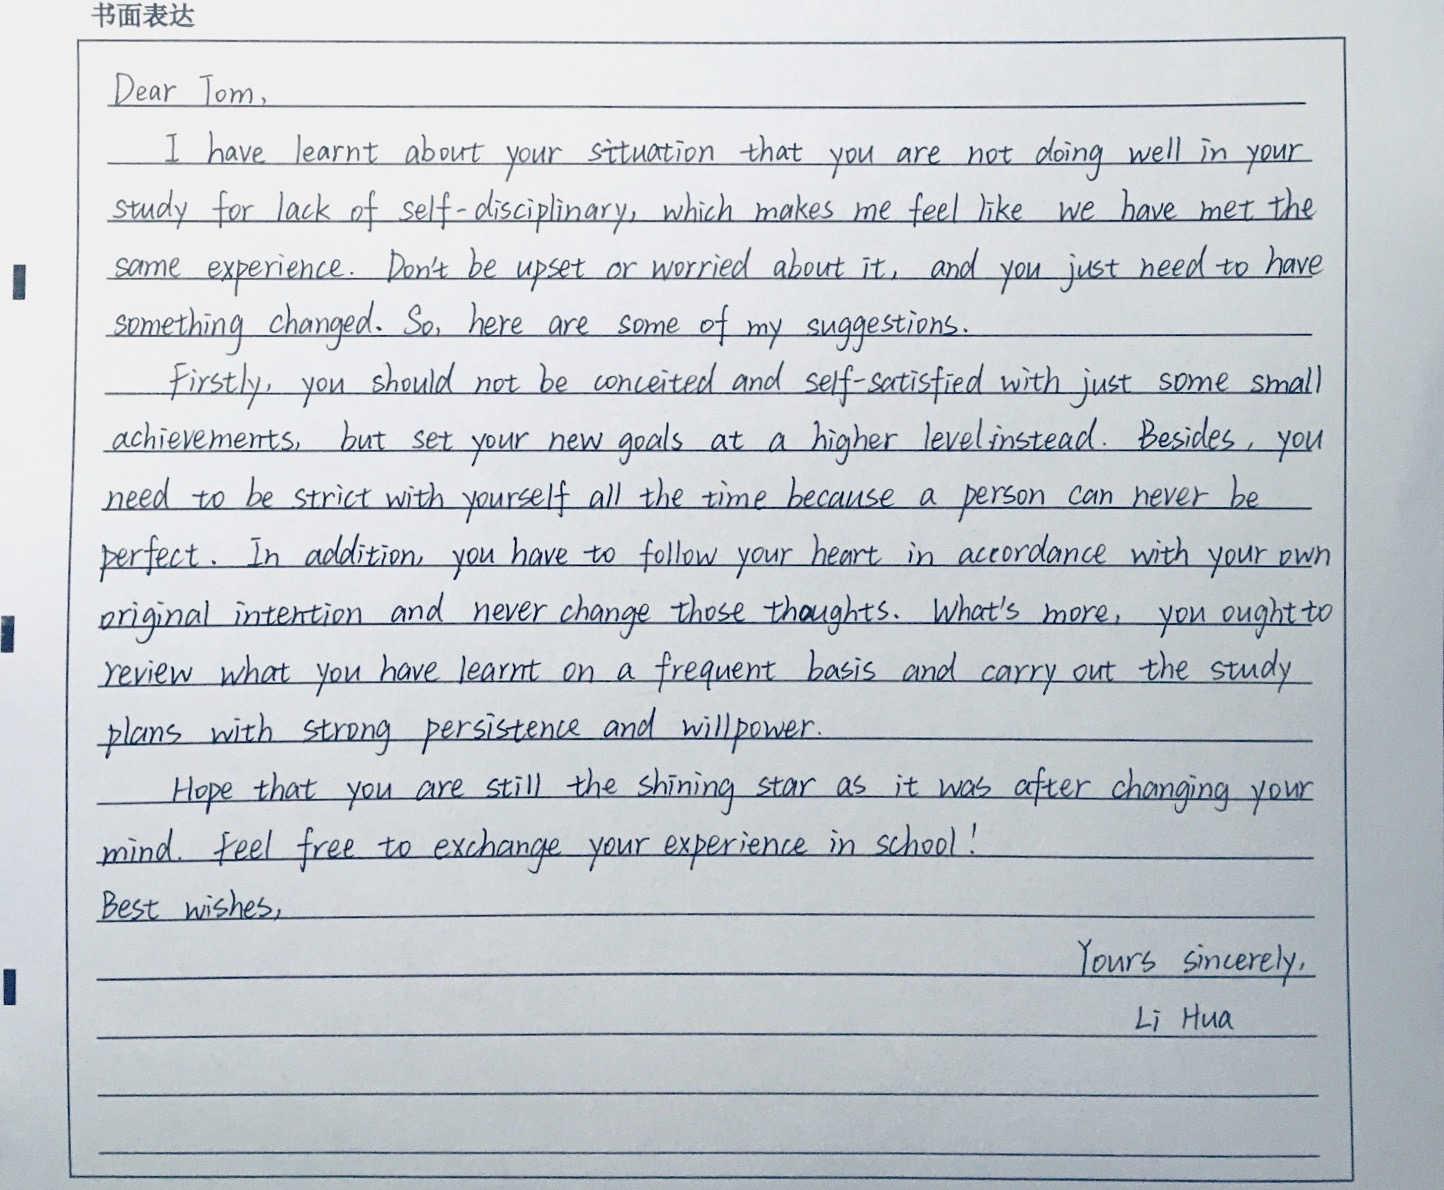 书面表达
Dear Tom,
I have learnt about your situation that you are not doing well in your
study for lack of self-disciplinary, which makes me feel like we have met the
same experience. Don't be upset or worried about it, and you just need to have
something changed. So, here are some of my suggestions.
Firstly, you should not be conceited and self-satisfied with just some small
achievements, but set your new goals at a higher level instead. Besides, you
need to be strict with yourself all the time because a person can never be
perfect. In addition, you have to follow your heart in accordance with your own
original intention and never change those thoughts. What's more, you ought to
review what you have learnt on a frequent basis and carry out the study
plans with strong persistence and willpower.
Hope that you are still the shining star as it was after changing your
mind. Feel free to exchange your experience in school!
Best wishes,
Yours sincerely,
Li Hua